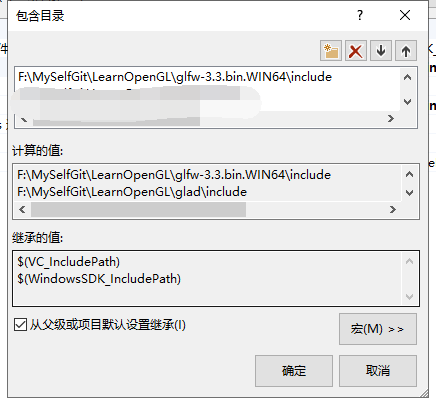 包含目录
F:\MySelfGit\LearnOpenGL\glfw-3.3.bin.WIN64\include
计算的值:
F:\MySelfGit\LearnOpenGL\glfw-3.3.bin.WIN64\include
F:\MySelfGit\LearnOpenGL\glad\include
继承的值:
$(VC_IncludePath)
$(WindowsSDK_IncludePath)
从父级或项目默认设置继承(I)
宏(M) >>
确定
取消